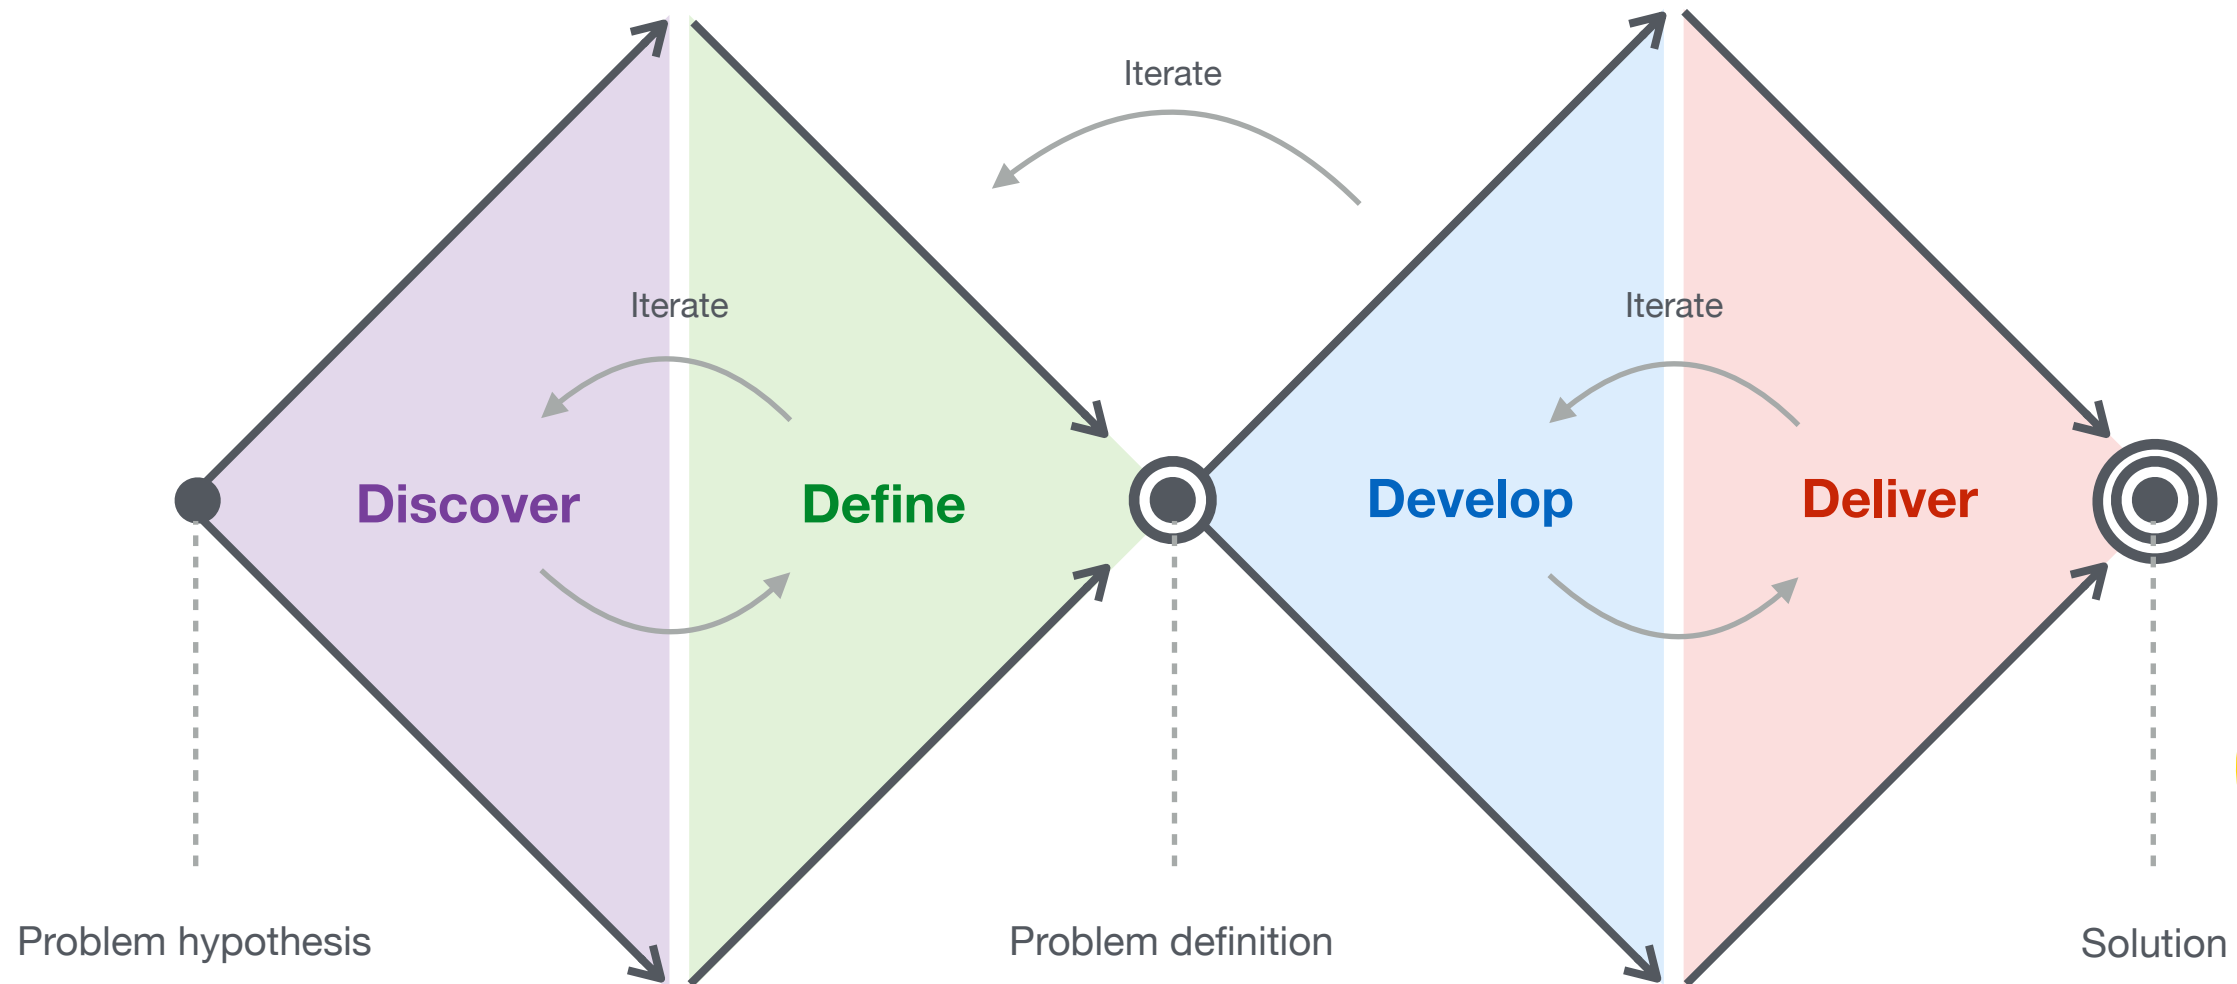 Iterate
Iterate
Iterate
Discover
Define
Develop
Deliver
Problem hypothesis
Problem definition
Solution